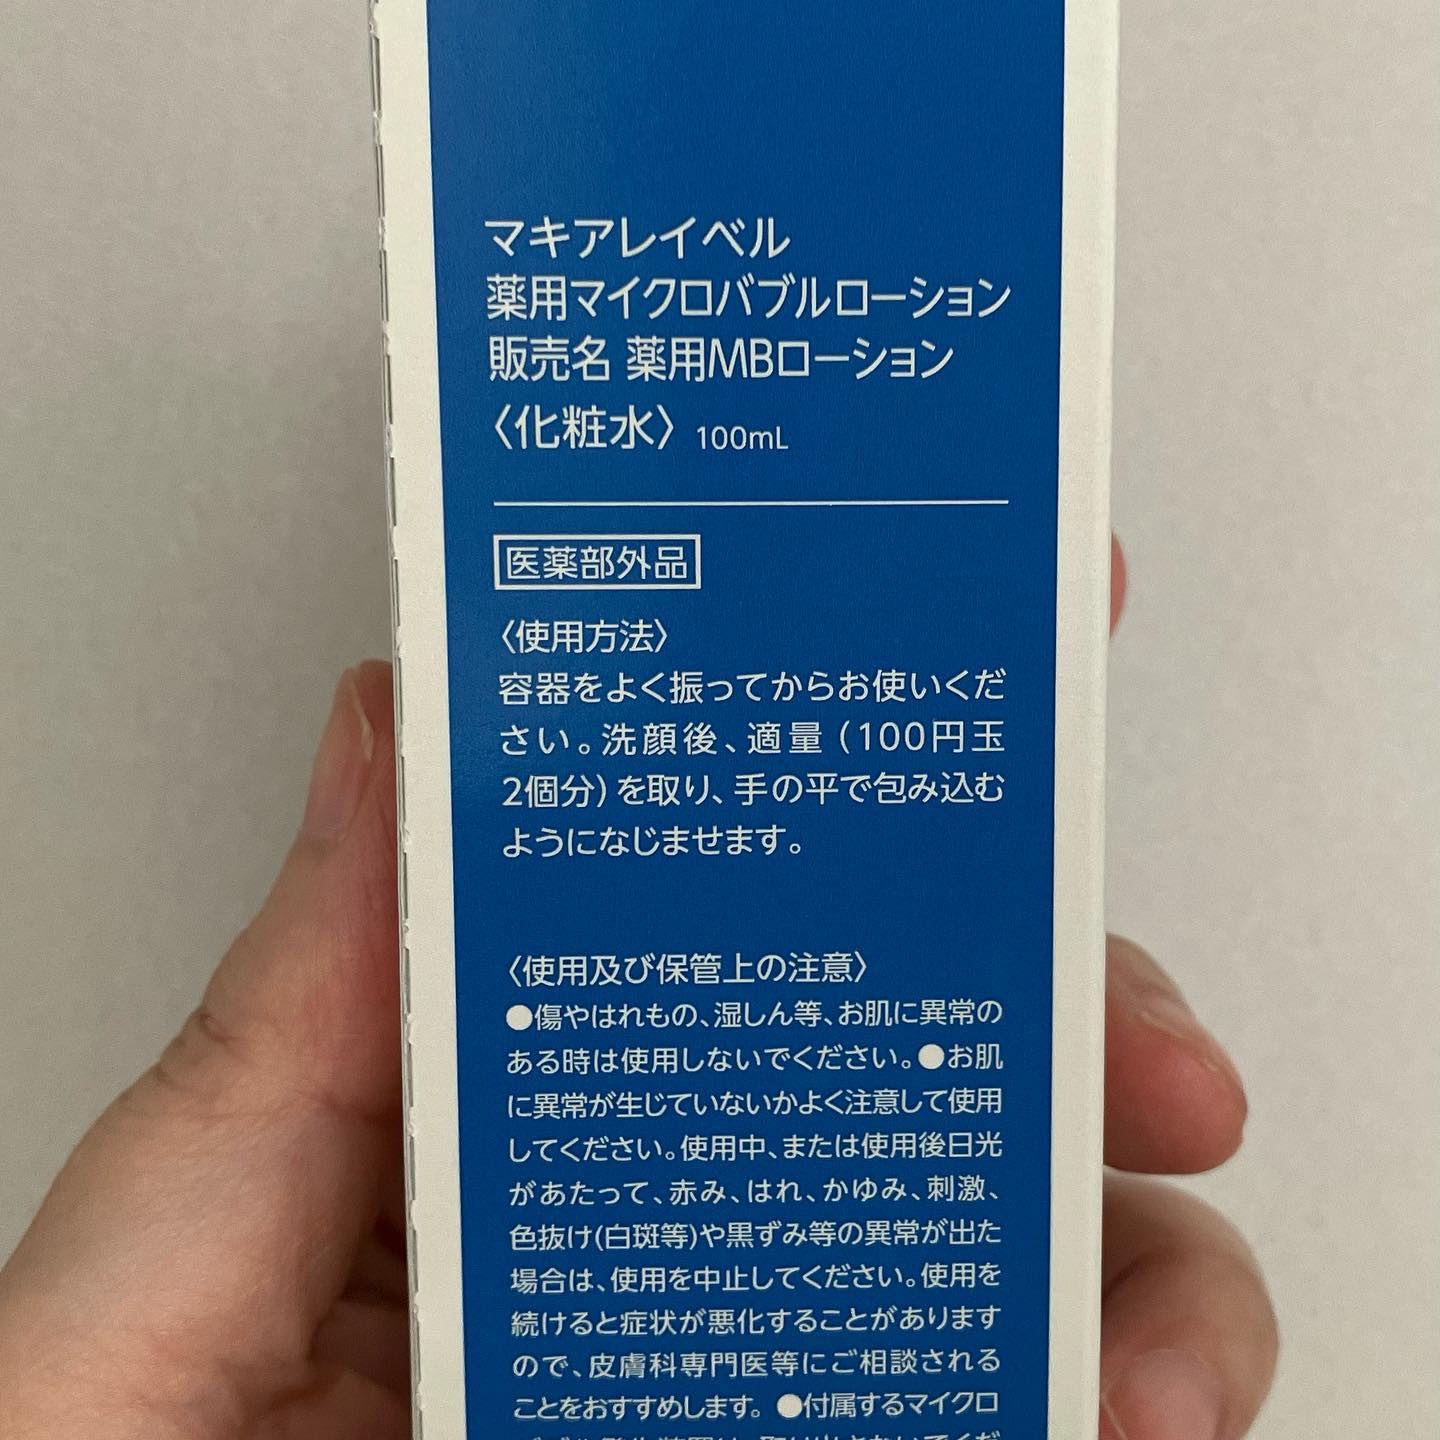 マキアレイベル
薬用マイクロバブルローション
販売名 薬用MBローション
〈化粧水〉 100mL
医薬部外品
〈使用方法〉
容器をよく振ってからお使いくだ
さい。洗顔後、適量（100円玉
2個分）を取り、手の平で包み込む
ようになじませます。
〈使用及び保管上の注意〉
●傷やはれもの、湿しん等、お肌に異常の
ある時は使用しないでください。●お肌
に異常が生じていないかよく注意して使用
してください。使用中、または使用後日光
があたって、赤み、はれ、かゆみ、刺激、
色抜け(白斑等)や黒ずみ等の異常が出た
場合は、使用を中止してください。使用を
続けると症状が悪化することがあります
ので、皮膚科専門医等にご相談される
ことをおすすめします。●付属するマイクロ